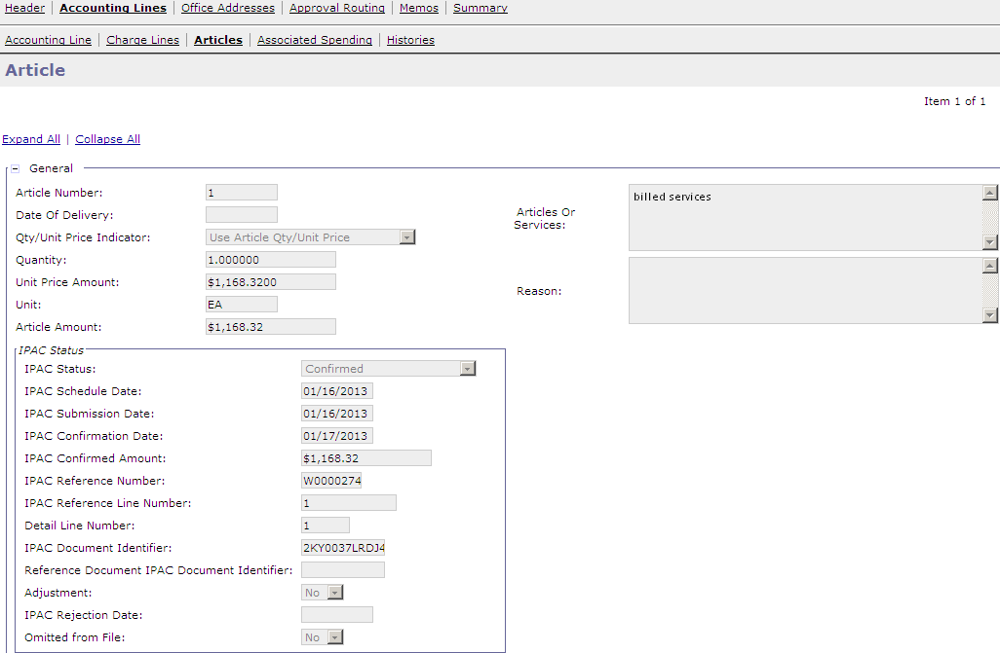 Header | Accounting Lines | Office Addresses | Approval Routing | Memos | Summary
Accounting Line | Charge Lines | Articles | Associated Spending | Histories
Article
Item 1 of 1
Expand All | Collapse All
General
Article Number: 1
Date Of Delivery:
Qty/Unit Price Indicator: Use Article Qty/Unit Price
Quantity: 1.000000
Unit Price Amount: $1,168.3200
Unit: EA
Article Amount: $1,168.32
Articles Or
Services:
billed services
Reason:
IPAC Status
IPAC Status: Confirmed
IPAC Schedule Date: 01/16/2013
IPAC Submission Date: 01/16/2013
IPAC Confirmation Date: 01/17/2013
IPAC Confirmed Amount: $1,168.32
IPAC Reference Number: W0000274
IPAC Reference Line Number: 1
Detail Line Number: 1
IPAC Document Identifier: 2KY0037LRDJ4
Reference Document IPAC Document Identifier:
Adjustment: No
IPAC Rejection Date:
Omitted from File: No